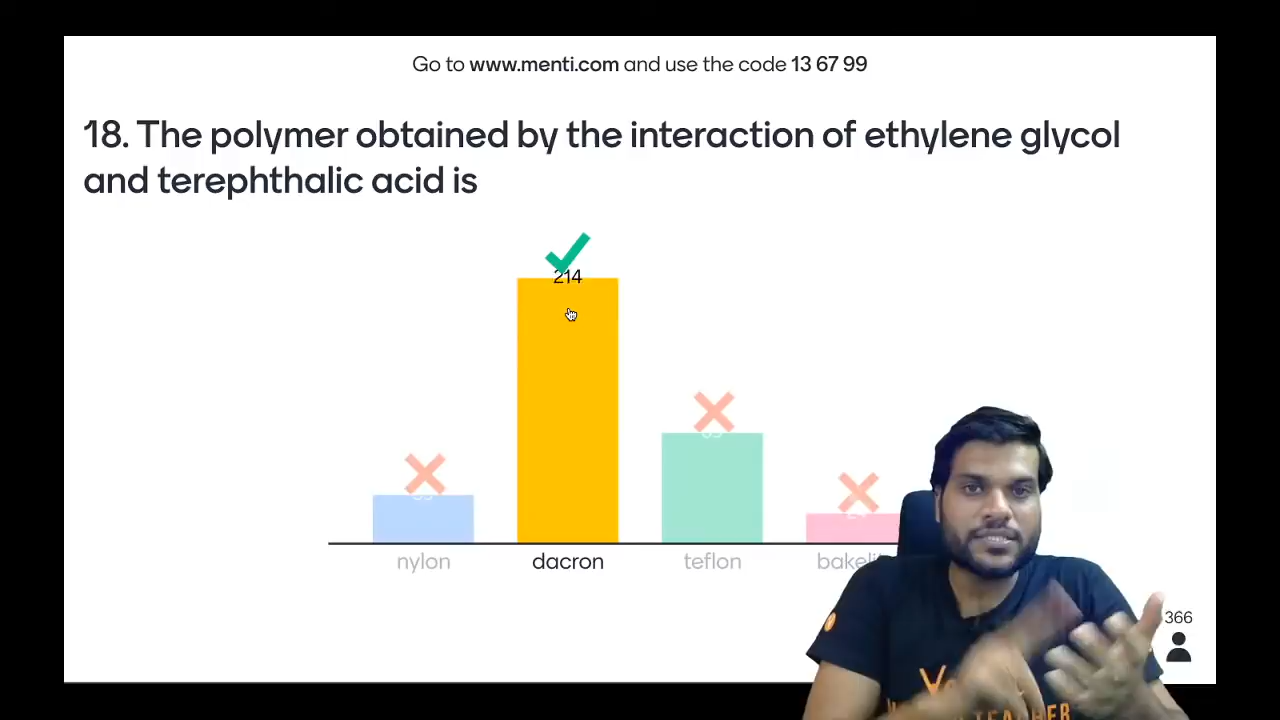 Go to www.menti.com and use the code 13 67 99
18. The polymer obtained by the interaction of ethylene glycol
and terephthalic acid is
214
nylon
dacron
teflon
366